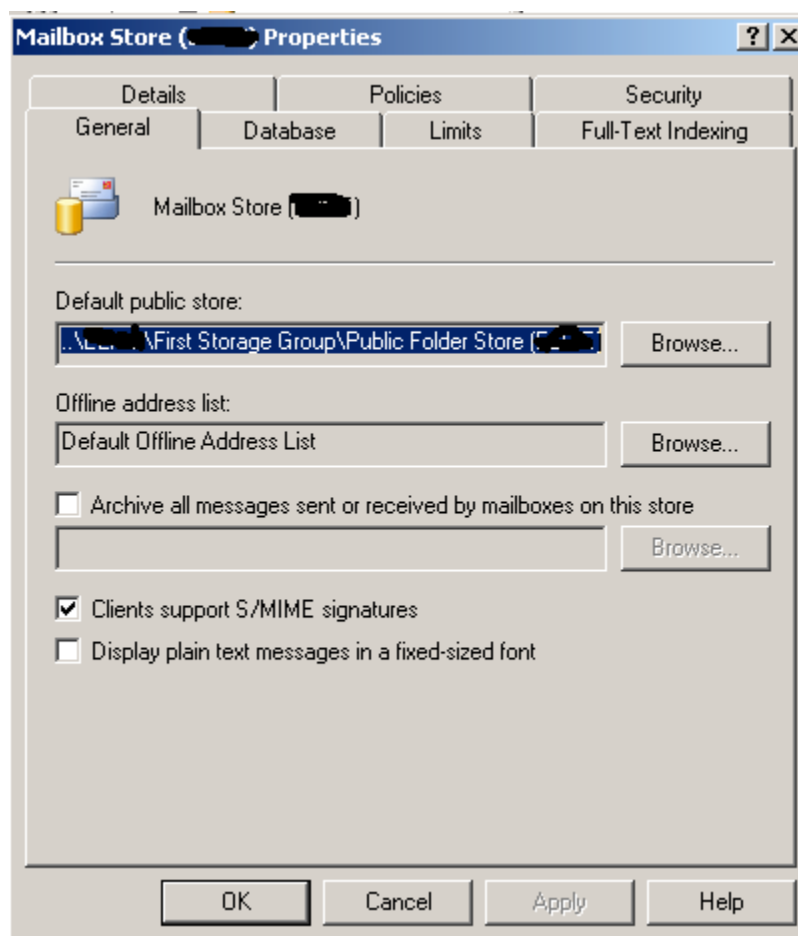 Mailbox Store ( ) Properties
Details Policies Security
General Database Limits Full-Text Indexing
Mailbox Store ( )
Default public store:
..\ \First Storage Group\Public Folder Store (
Browse...
Offline address list:
Default Offline Address List
Browse...
Archive all messages sent or received by mailboxes on this store
Browse...
Clients support S/MIME signatures
Display plain text messages in a fixed-sized font
OK Cancel Apply Help